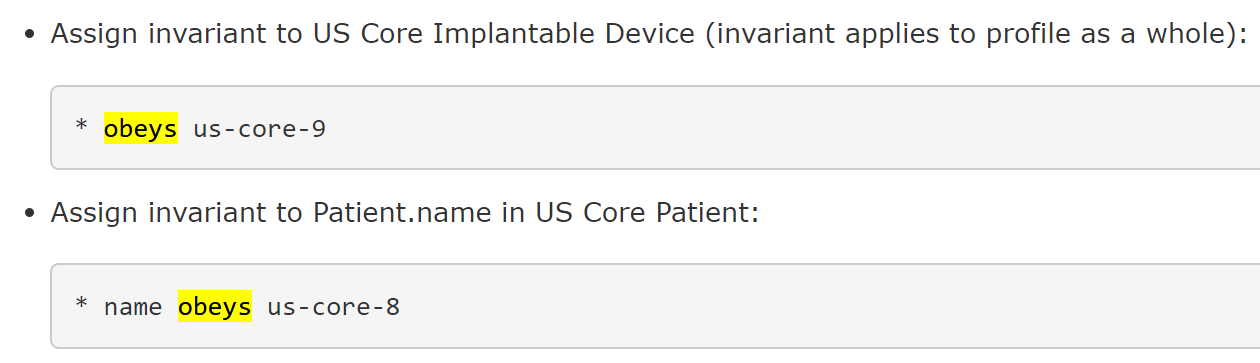 • Assign invariant to US Core Implantable Device (invariant applies to profile as a whole):
* obeys us-core-9
• Assign invariant to Patient.name in US Core Patient:
* name obeys us-core-8